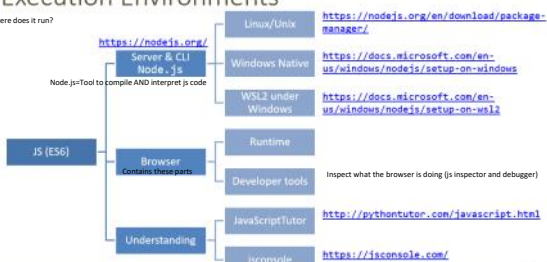 Execution Environments
ere does it run?
https://nodejs.org/
Server & CLI
Node.js
Node.js=Tool to compile AND interpret js code
Linux/Unix
https://nodejs.org/en/download/package-
manager/
Windows Native
https://docs.microsoft.com/en-
us/windows/nodejs/setup-on-windows
WSL2 under
Windows
https://docs.microsoft.com/en-
us/windows/nodejs/setup-on-wsl2
JS (ES6)
Browser
Contains these parts
Runtime
Developer tools
Inspect what the browser is doing (js inspector and debugger)
Understanding
JavaScriptTutor
http://pythontutor.com/javascript.html
jsconsole
https://jsconsole.com/